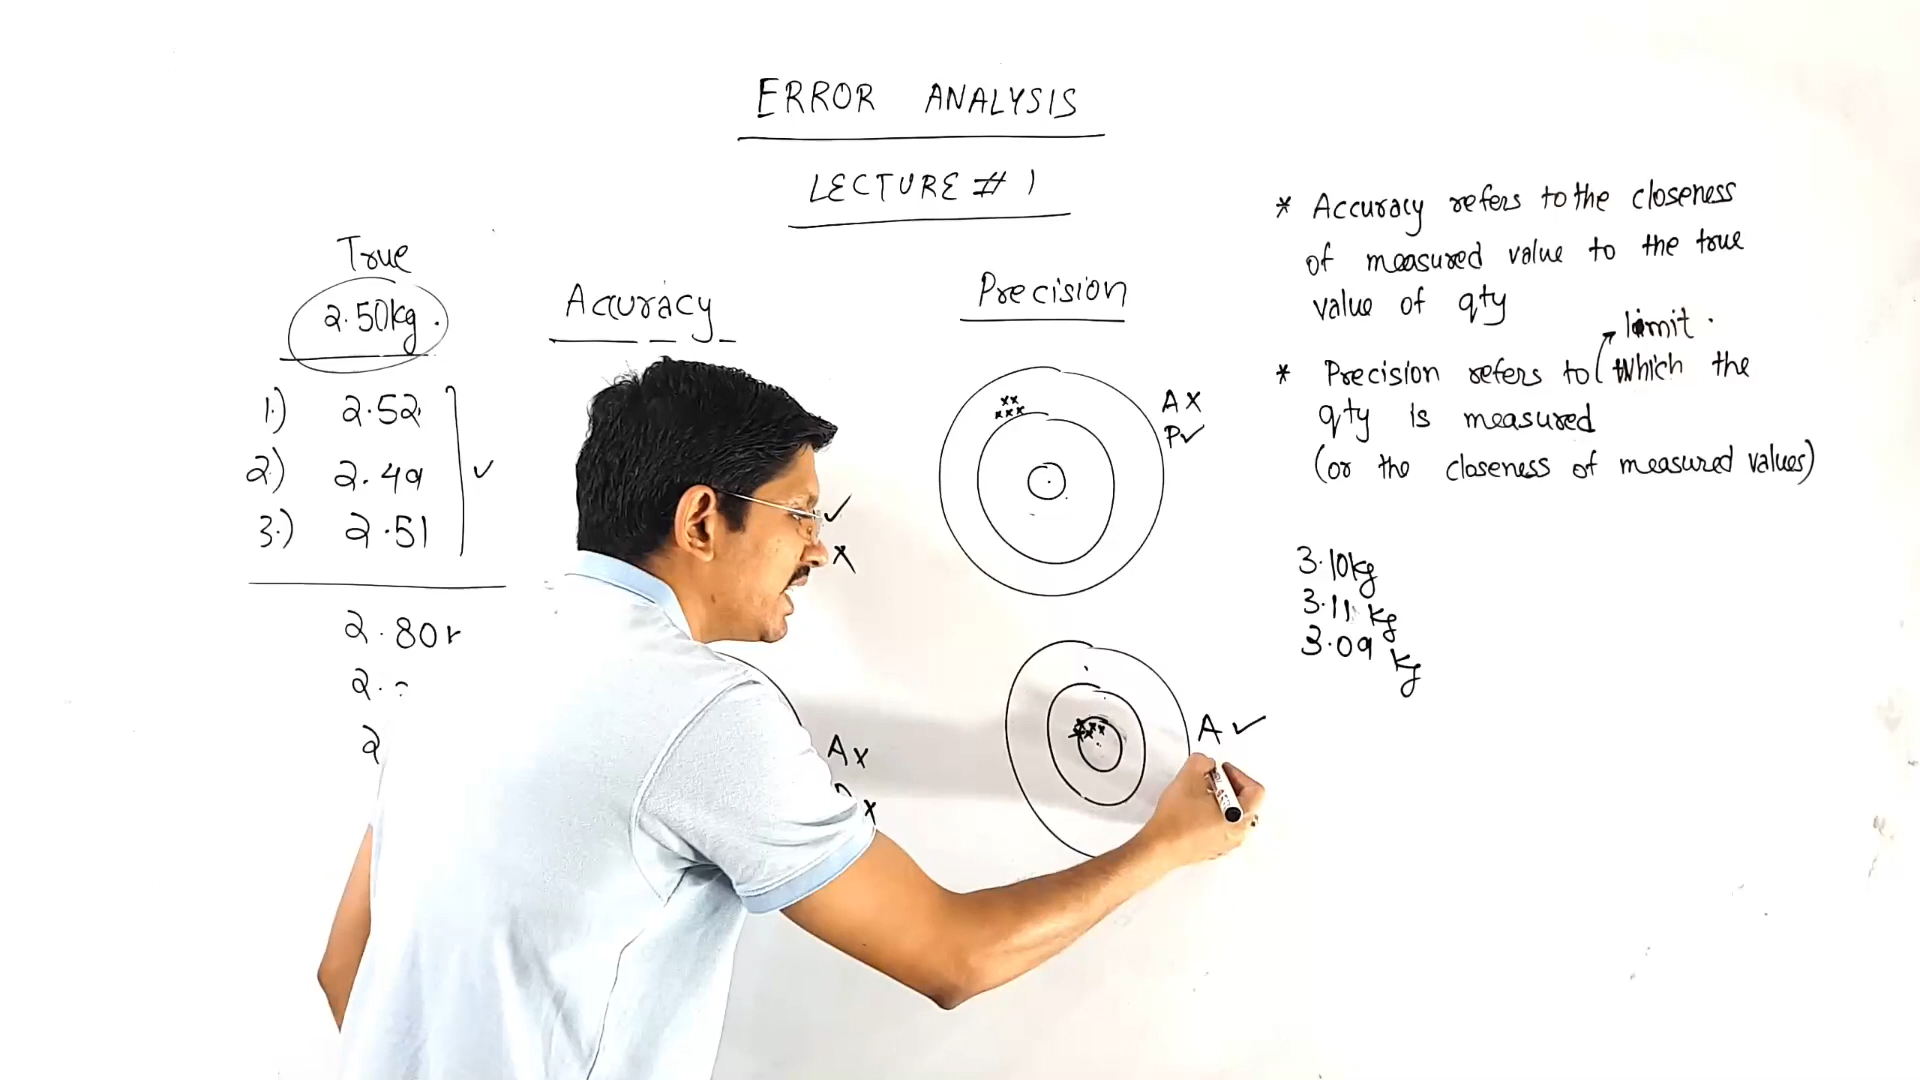 ERROR ANALYSIS
LECTURE # 1
True
2.50kg.
1.) 2.52
2.) 2.49
3.) 2.51
2.80
2.
2
Accuracy
✓
x
A x
x
Precision
A x
P✓
A ✓
* Accuracy refers to the closeness
of measured value to the true
value of qty
limit.
* Precision refers to which the
qty is measured
(or the closeness of measured values)
3.10kg
3.11 kg
3.09 kg